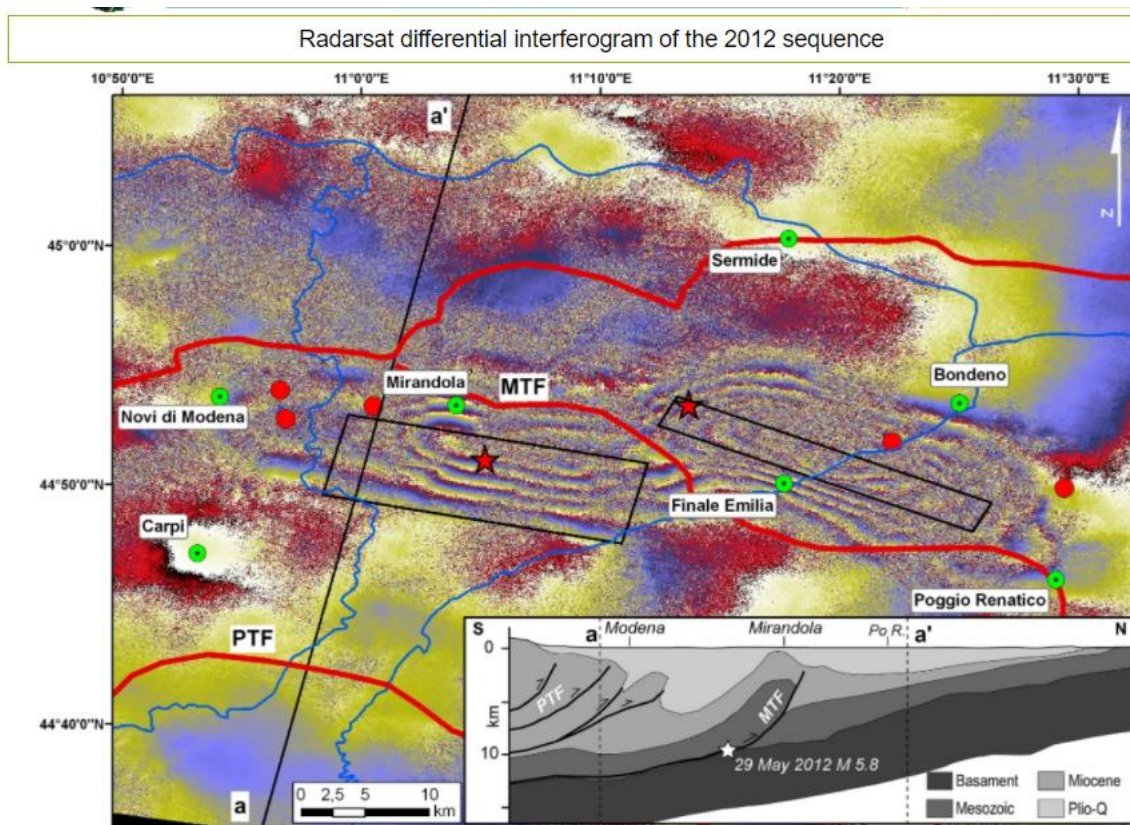 Radarsat differential interferogram of the 2012 sequence
10°50'0"E
11°0'0"E
11°10'0"E
11°20'0"E
11°30'0"E
a'
N
45°0'0"N
Sermide
Mirandola
MTF
Bondeno
Novi di Modena
44°50'0"N
Finale Emilia
Carpi
Poggio Renatico
PTF
44°40'0"N
a
0 2,5 5 10
km
S a Modena Mirandola Po R. a' N
0
km
10
PTF
MTF
29 May 2012 M 5.8
Basament Miocene
Mesozoic Plio-Q